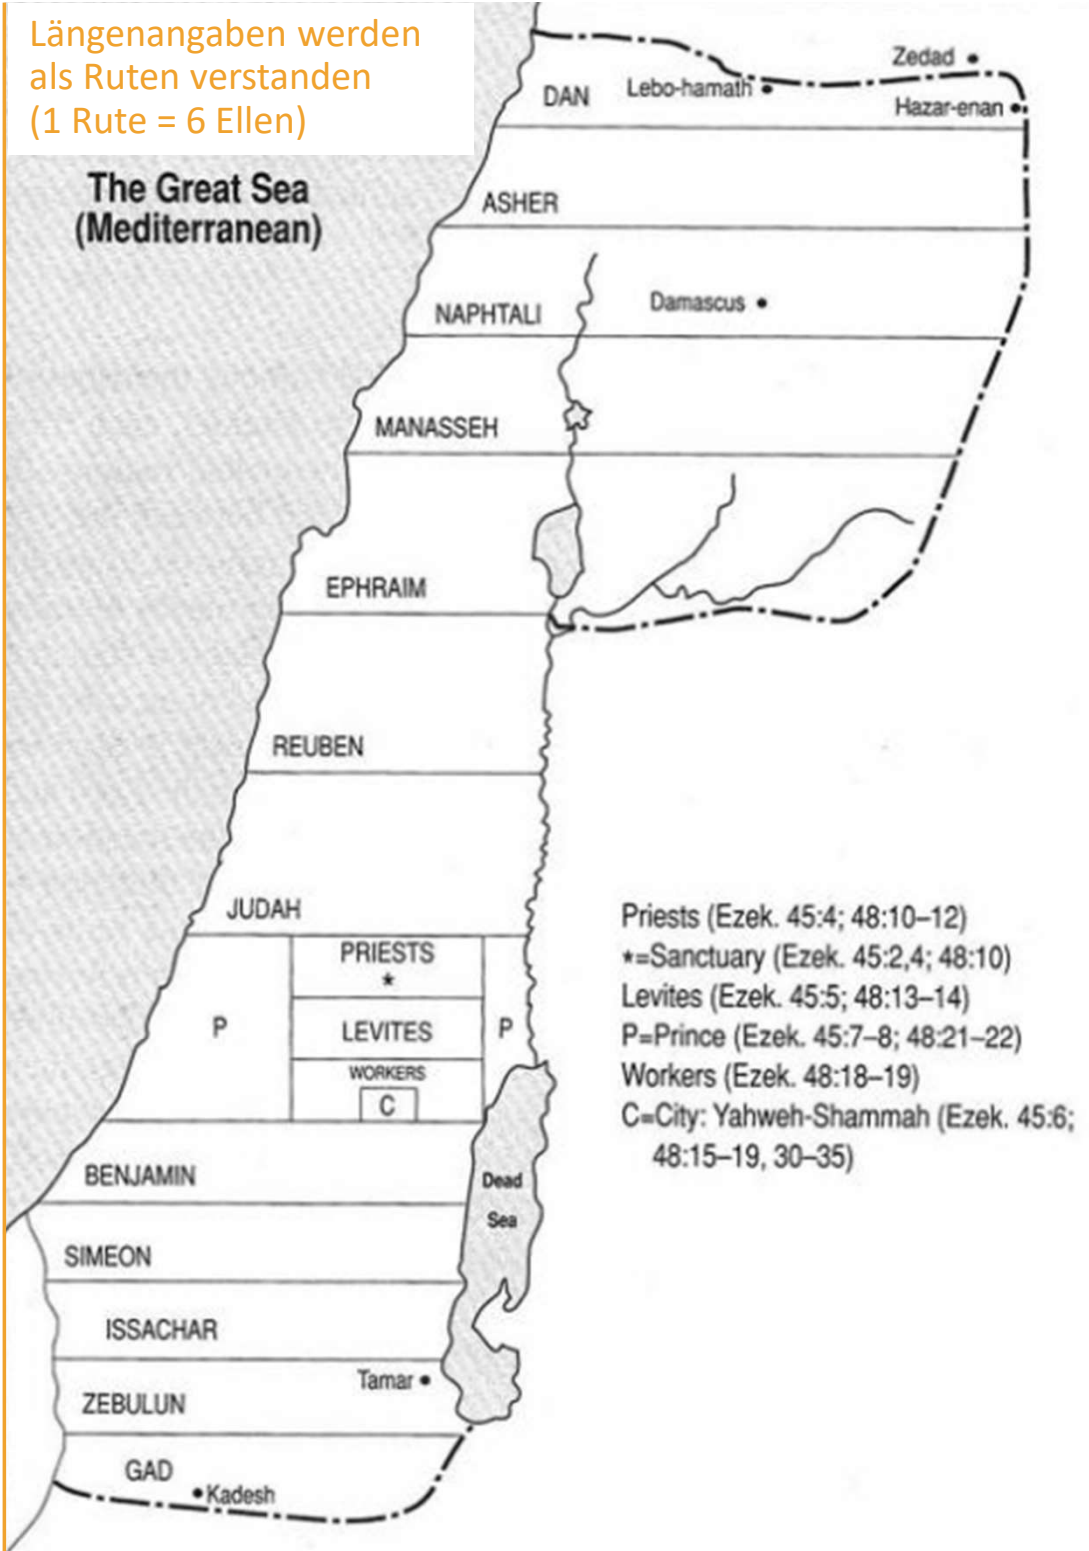 Längenangaben werden
als Ruten verstanden
(1 Rute = 6 Ellen)
The Great Sea
(Mediterranean)
Zedad
Lebo-hamath
Hazar-enan
DAN
ASHER
NAPHTALI
Damascus
MANASSEH
EPHRAIM
REUBEN
JUDAH
PRIESTS
*
P
LEVITES
P
WORKERS
C
BENJAMIN
Dead
Sea
SIMEON
ISSACHAR
Tamar
ZEBULUN
GAD
Kadesh
Priests (Ezek. 45:4; 48:10–12)
*=Sanctuary (Ezek. 45:2,4; 48:10)
Levites (Ezek. 45:5; 48:13–14)
P=Prince (Ezek. 45:7–8; 48:21–22)
Workers (Ezek. 48:18–19)
C=City: Yahweh-Shammah (Ezek. 45:6;
48:15–19, 30–35)